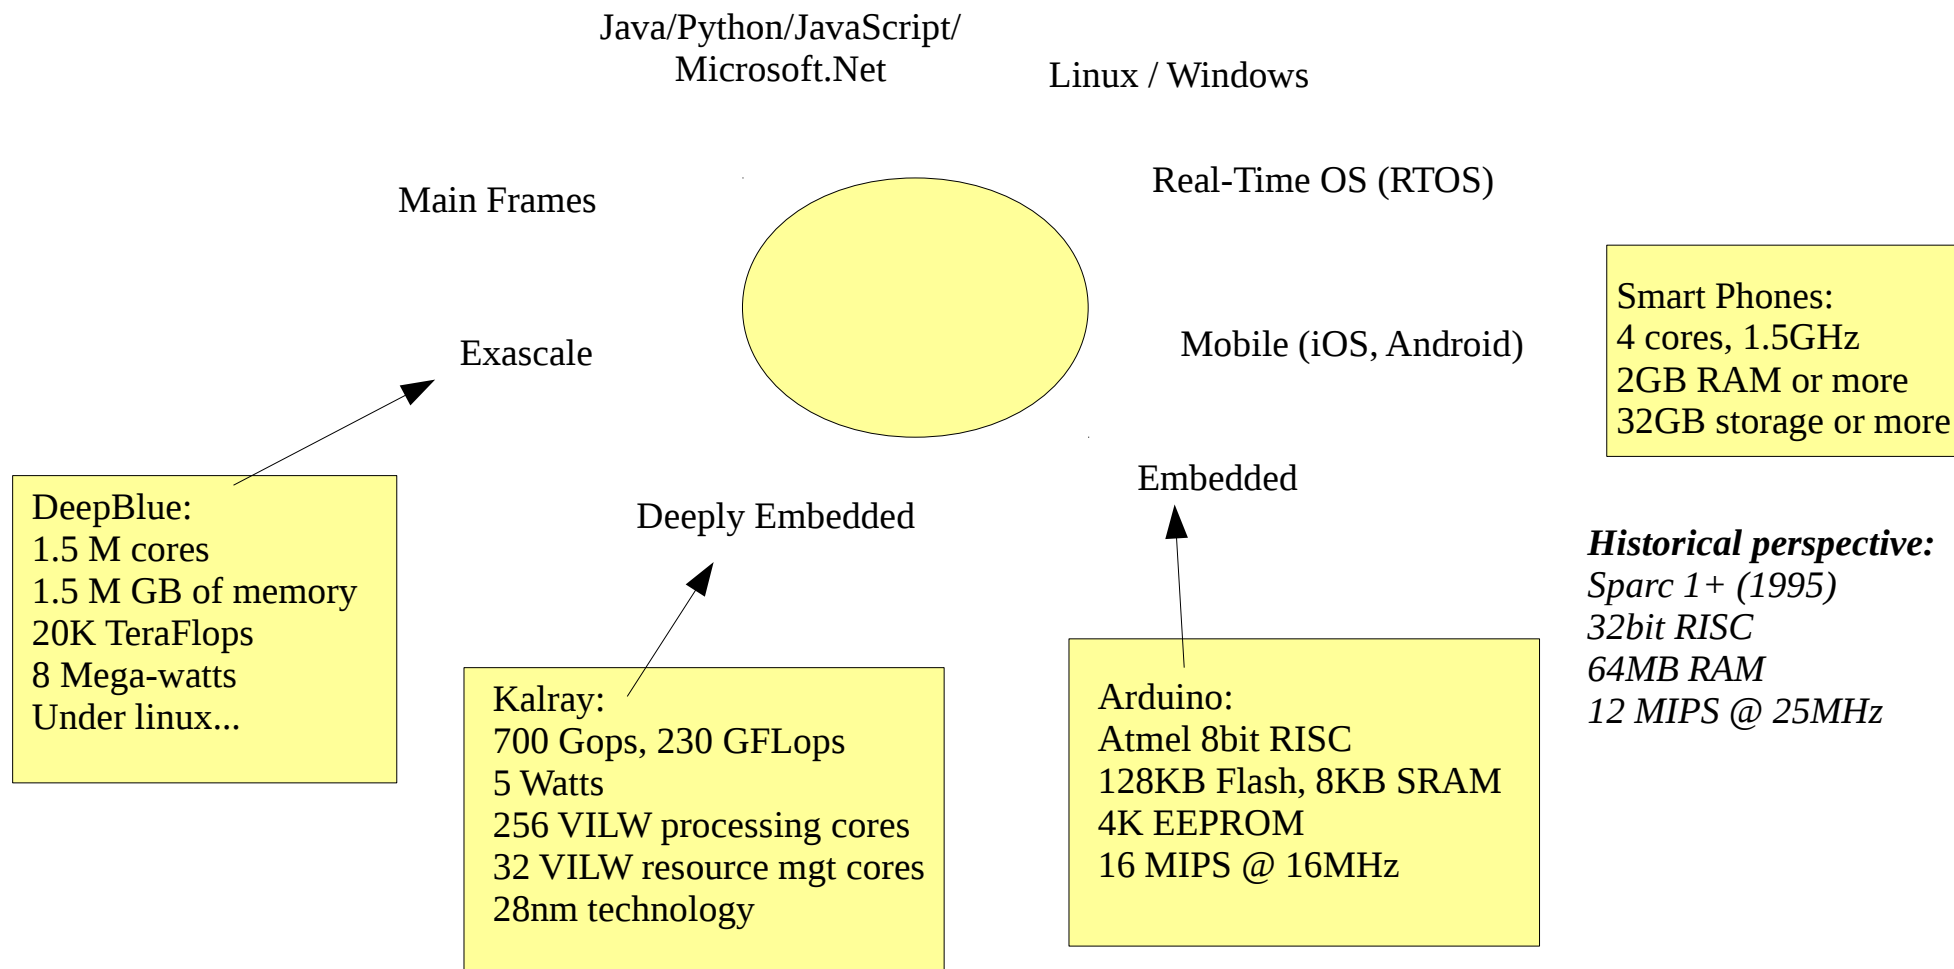 Java/Python/JavaScript/
Microsoft.Net
Linux / Windows
Main Frames
Real-Time OS (RTOS)
Exascale
Mobile (iOS, Android)
Smart Phones:
4 cores, 1.5GHz
2GB RAM or more
32GB storage or more
Deeply Embedded
Embedded
DeepBlue:
1.5 M cores
1.5 M GB of memory
20K TeraFlops
8 Mega-watts
Under linux...
Kalray:
700 Gops, 230 GFLops
5 Watts
256 VILW processing cores
32 VILW resource mgt cores
28nm technology
Arduino:
Atmel 8bit RISC
128KB Flash, 8KB SRAM
4K EEPROM
16 MIPS @ 16MHz
Historical perspective:
Sparc 1+ (1995)
32bit RISC
64MB RAM
12 MIPS @ 25MHz